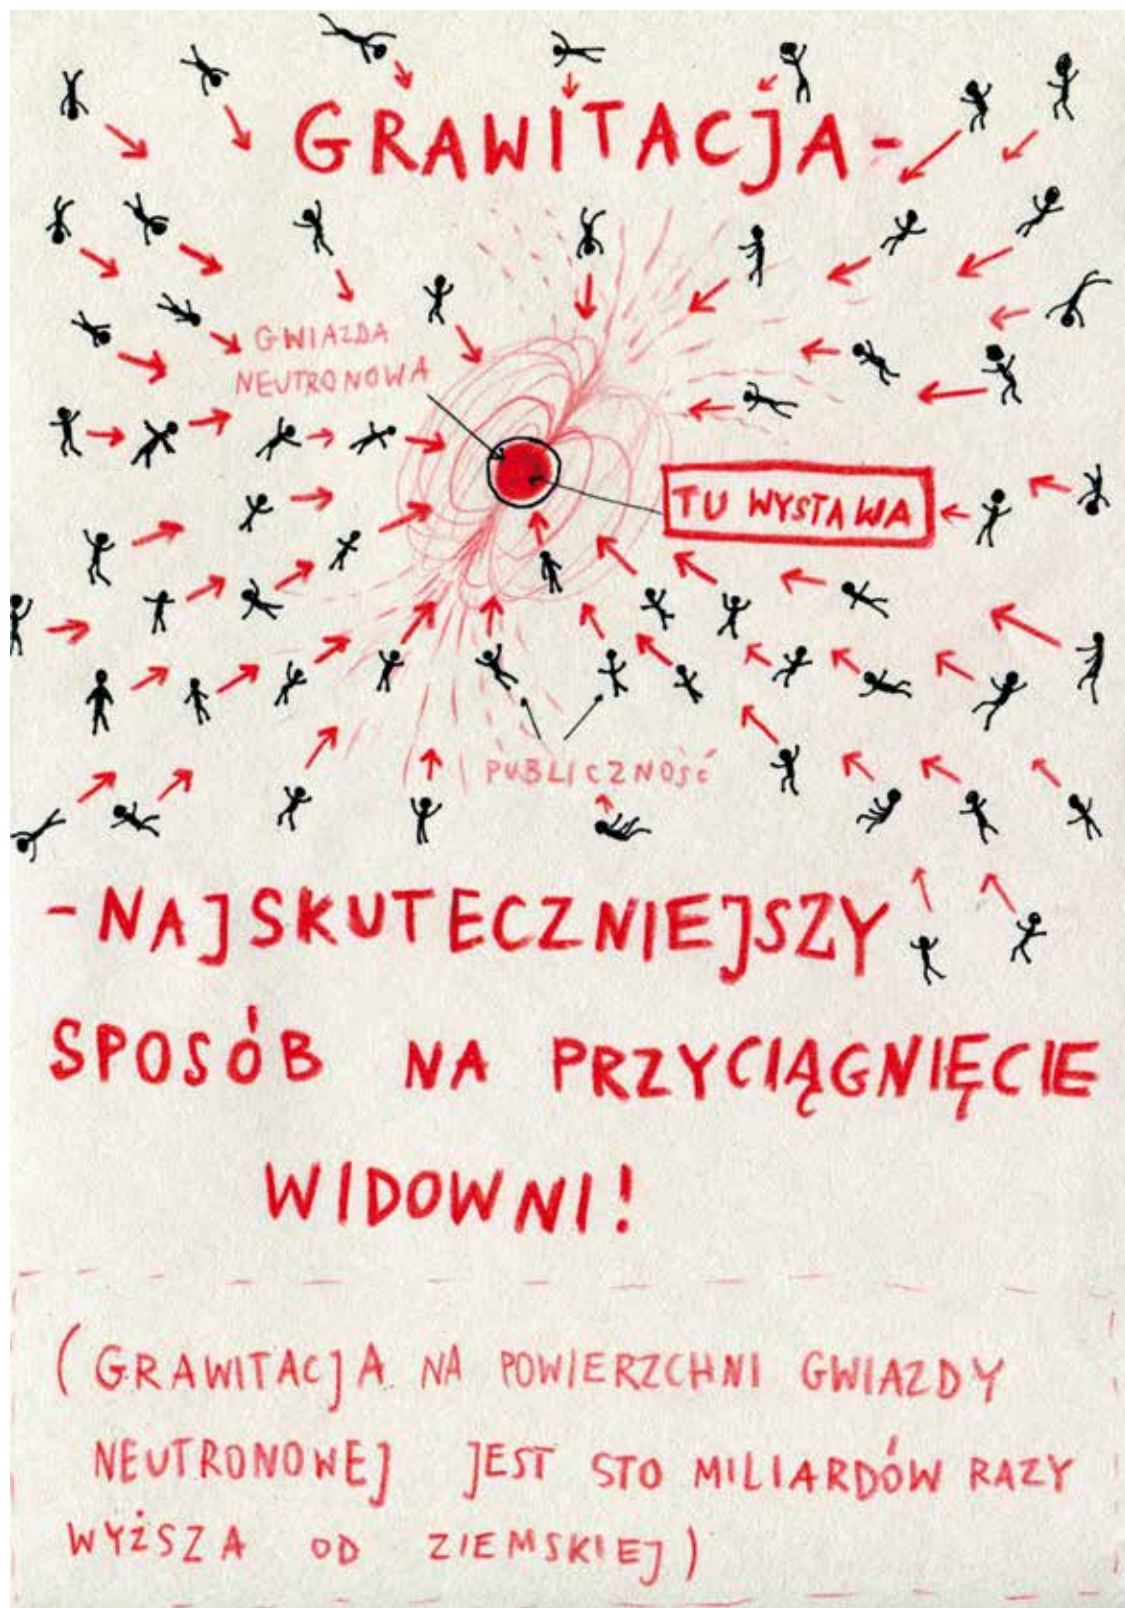 GRAWITACJA-
GWIAZDA
NEUTRONOWA
TU WYSTAWA
PUBLICZNOŚĆ
-NAJSKUTECZNIEJSZY
SPOSÓB NA PRZYCIĄGNIĘCIE
WIDOWNI!
(GRAWITACJA NA POWIERZCHNI GWIAZDY
NEUTRONOWEJ JEST STO MILIARDÓW RAZY
WYŻSZA OD ZIEMSKIEJ)